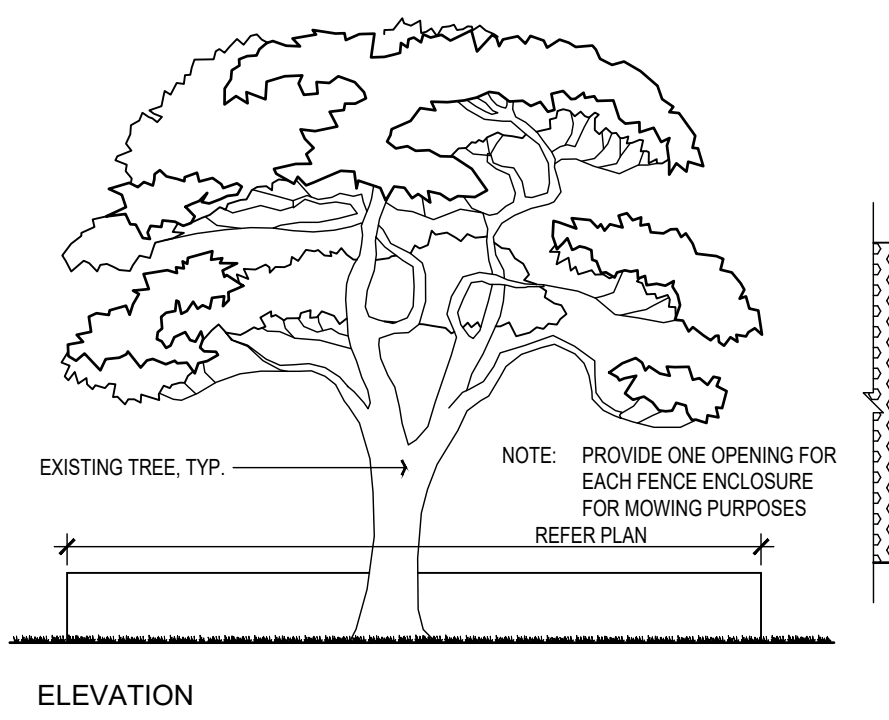 EXISTING TREE, TYP.
NOTE: PROVIDE ONE OPENING FOR
EACH FENCE ENCLOSURE
FOR MOWING PURPOSES
REFER PLAN
ELEVATION